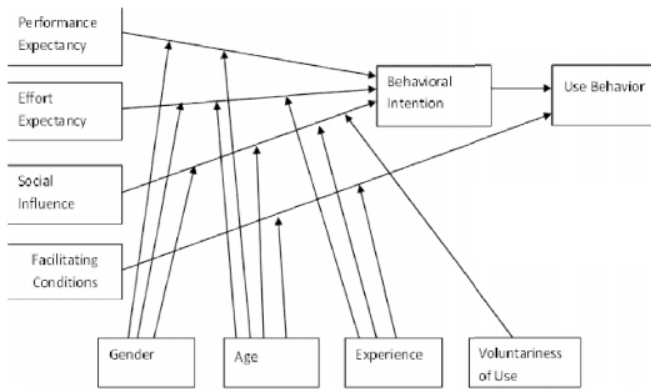 Performance
Expectancy
Effort
Expectancy
Social
Influence
Facilitating
Conditions
Behavioral
Intention
Use Behavior
Gender
Age
Experience
Voluntariness
of Use